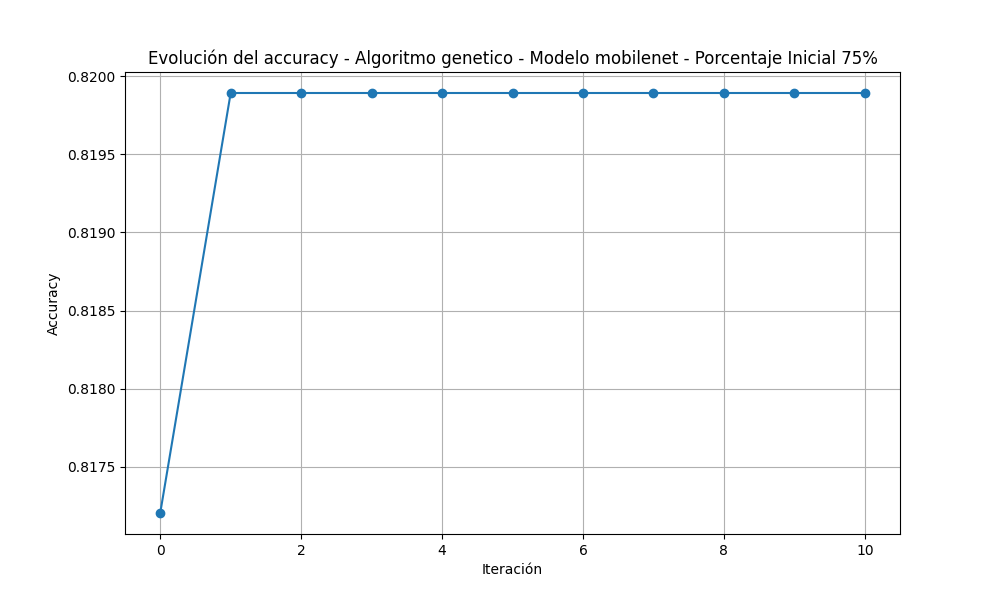 Evolución del accuracy - Algoritmo genetico - Modelo mobilenet - Porcentaje Inicial 75%
0.8200
0.8195
0.8190
0.8185
0.8180
0.8175
Accuracy
0 2 4 6 8 10
Iteración